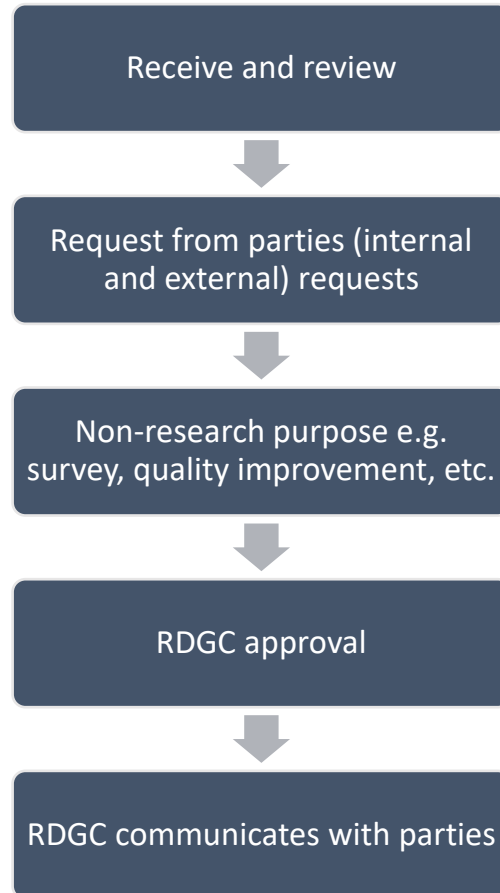 Receive and review
Request from parties (internal
and external) requests
Non-research purpose e.g.
survey, quality improvement, etc.
RDGC approval
RDGC communicates with parties